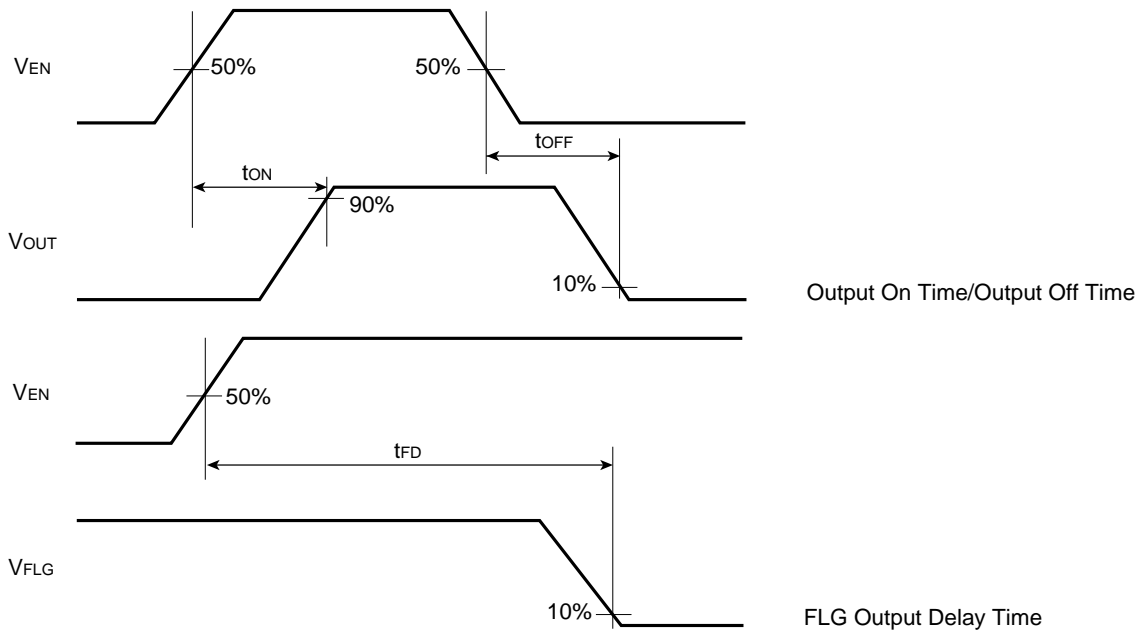 VEN
50%
50%
tOFF
tON
90%
VOUT
10%
Output On Time/Output Off Time
VEN
50%
tFD
VFLG
10%
FLG Output Delay Time